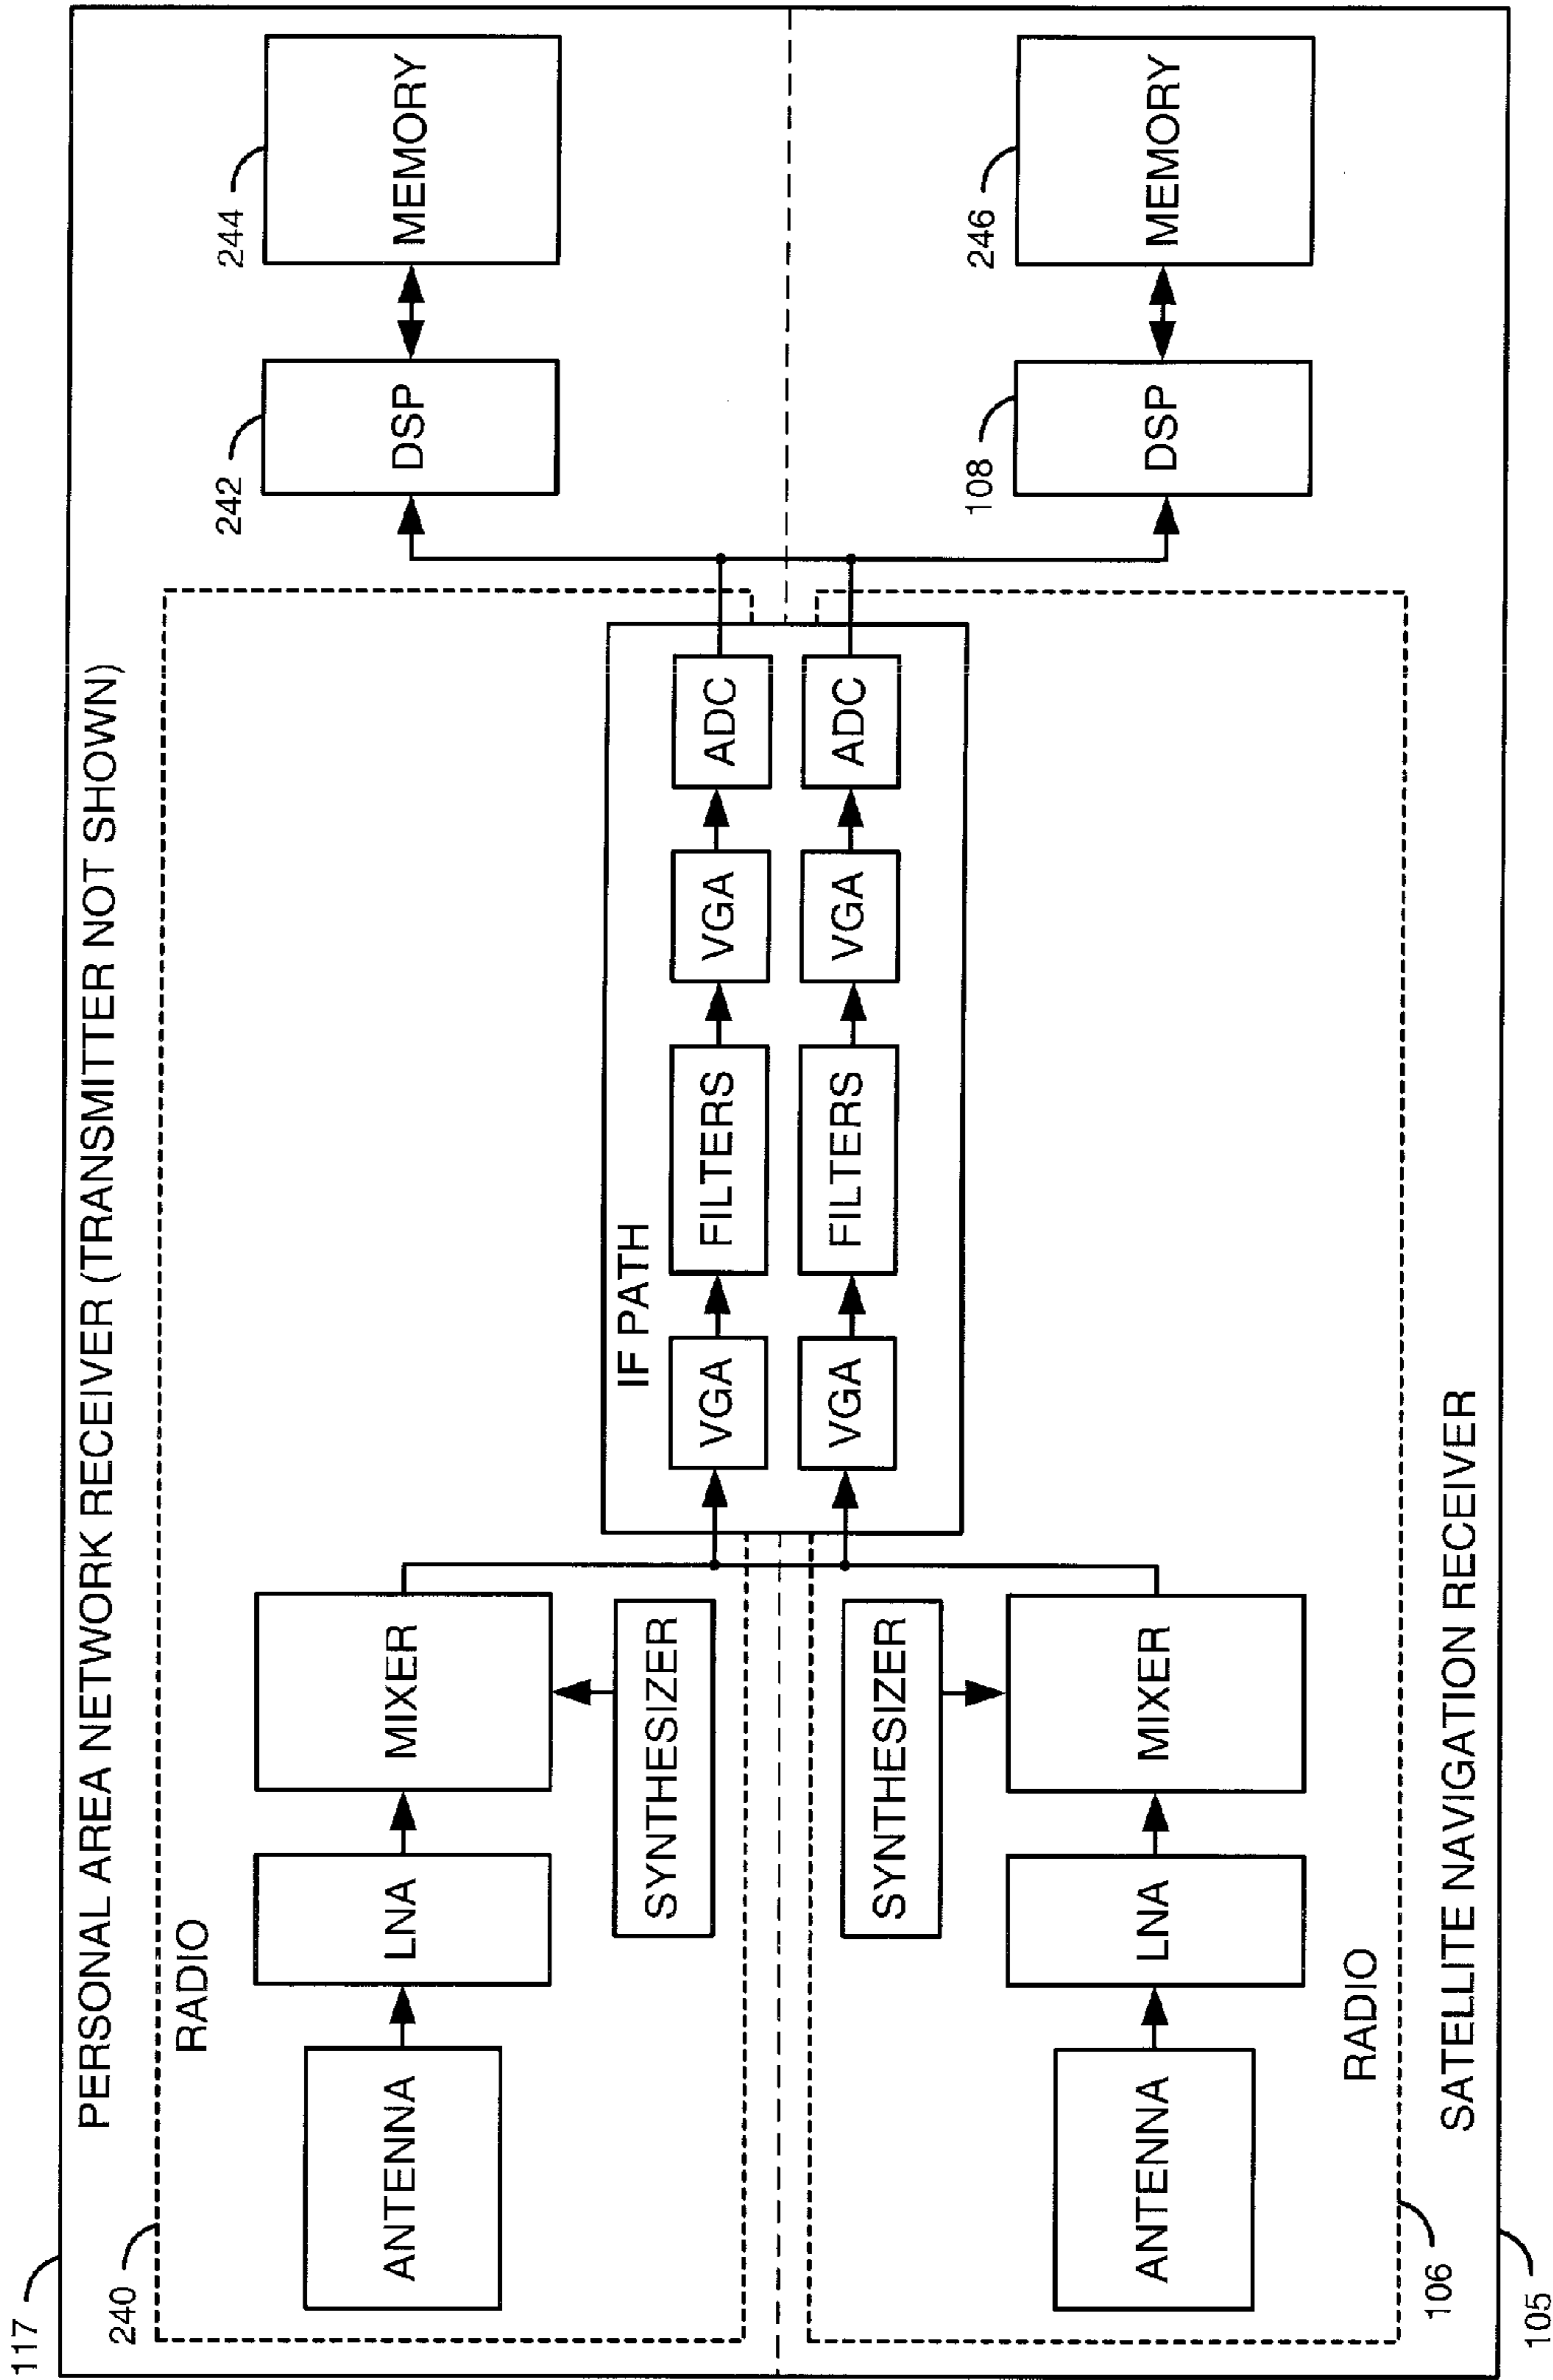 117
PERSONAL AREA NETWORK RECEIVER (TRANSMITTER NOT SHOWN)
240
RADIO
ANTENNA
LNA
MIXER
SYNTHESIZER
242
DSP
244
MEMORY
IF PATH
VGA
FILTERS
VGA
ADC
VGA
FILTERS
VGA
ADC
SYNTHESIZER
ANTENNA
LNA
MIXER
108
DSP
246
MEMORY
RADIO
106
SATELLITE NAVIGATION RECEIVER
105